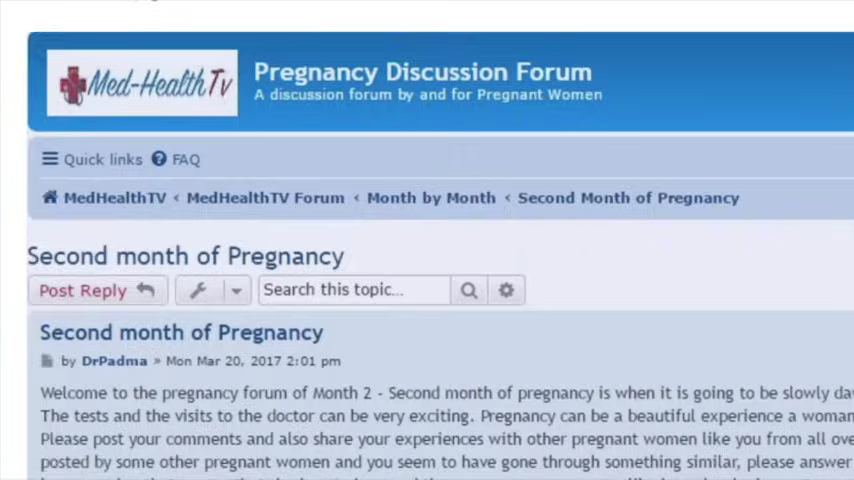 Med-HealthTv
Pregnancy Discussion Forum
A discussion forum by and for Pregnant Women
Quick links FAQ
MedHealthTV ‹ MedHealthTV Forum ‹ Month by Month ‹ Second Month of Pregnancy
Second month of Pregnancy
Post Reply
Search this topic...
Second month of Pregnancy
by DrPadma » Mon Mar 20, 2017 2:01 pm
Welcome to the pregnancy forum of Month 2 - Second month of pregnancy is when it is going to be slowly
The tests and the visits to the doctor can be very exciting. Pregnancy can be a beautiful experience a woman
Please post your comments and also share your experiences with other pregnant women like you from all
posted by some other pregnant women and you seem to have gone through something similar, please answer